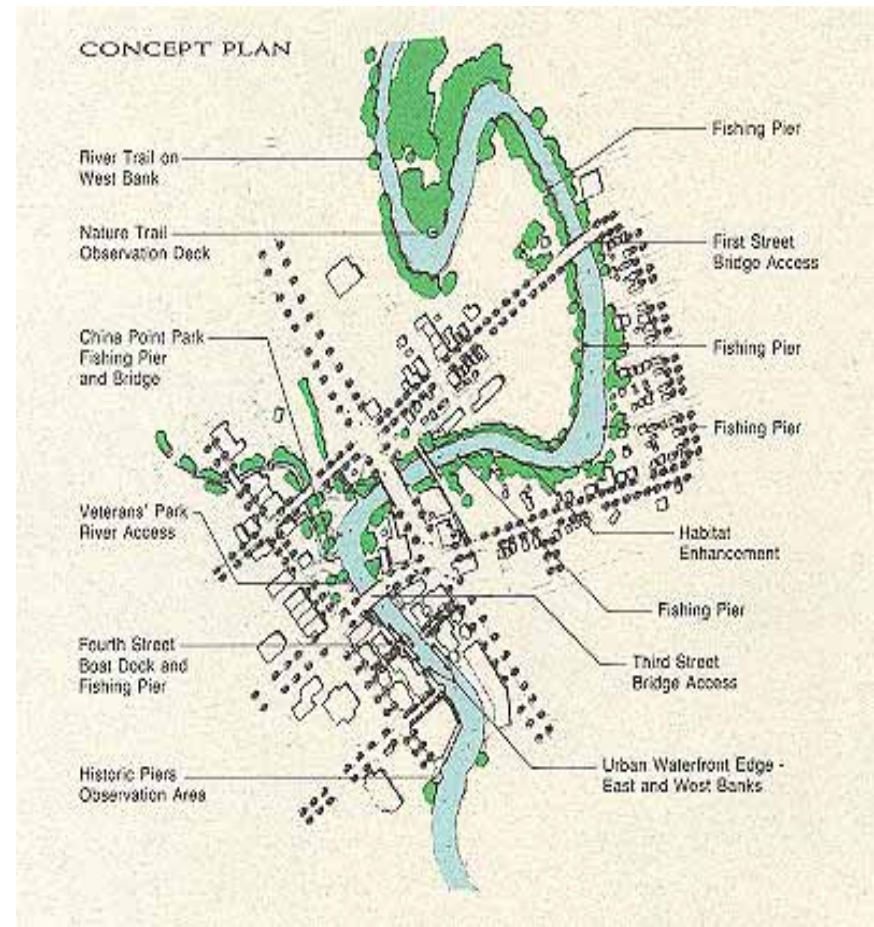 CONCEPT PLAN
River Trail on
West Bank
Nature Trail
Observation Deck
China Point Park
Fishing Pier
and Bridge
Veterans' Park
River Access
Fourth Street
Boat Dock and
Fishing Pier
Historic Piers
Observation Area
Fishing Pier
First Street
Bridge Access
Fishing Pier
Fishing Pier
Habitat
Enhancement
Fishing Pier
Third Street
Bridge Access
Urban Waterfront Edge -
East and West Banks